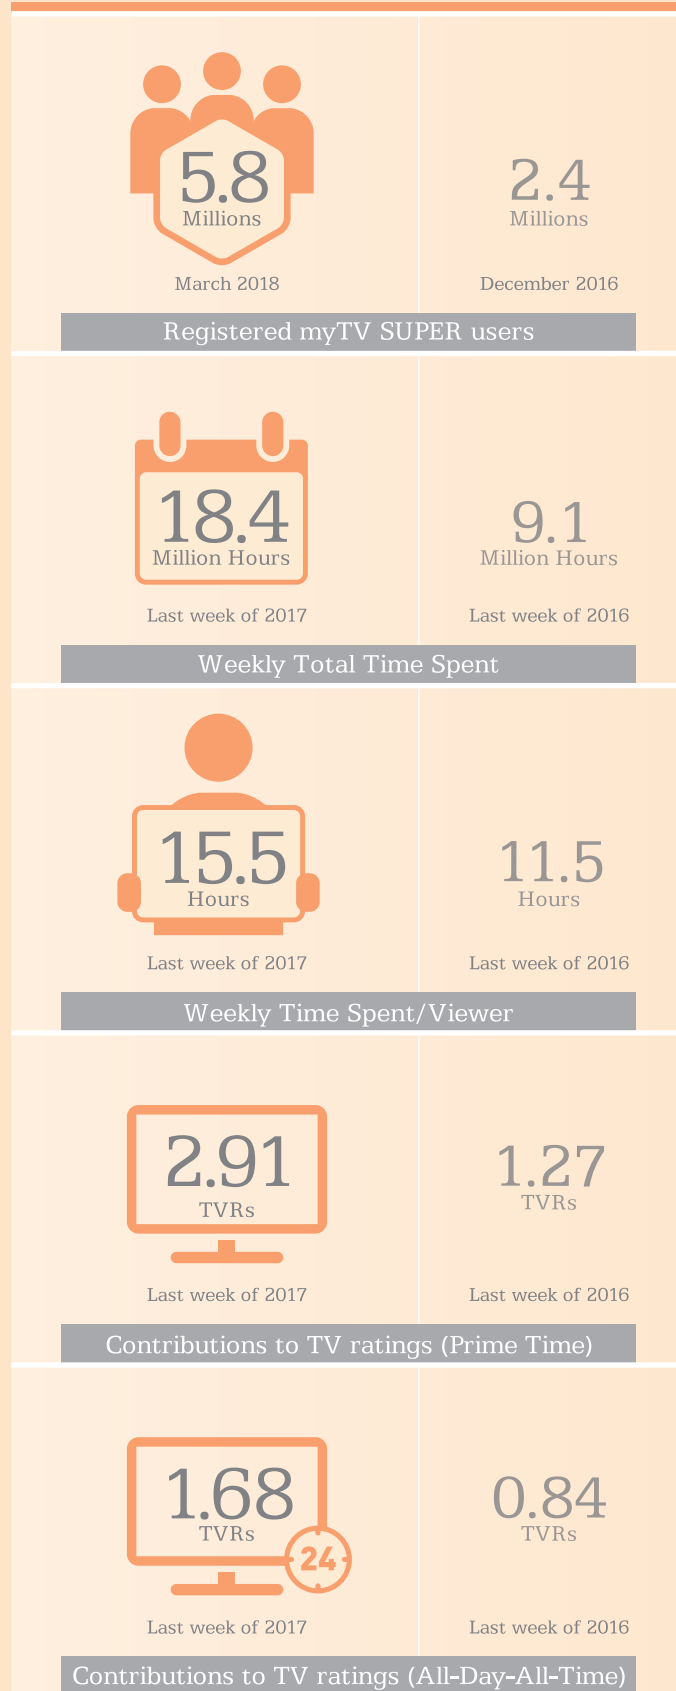 5.8
Millions
March 2018
2.4
Millions
December 2016
Registered myTV SUPER users
18.4
Million Hours
Last week of 2017
9.1
Million Hours
Last week of 2016
Weekly Total Time Spent
15.5
Hours
Last week of 2017
11.5
Hours
Last week of 2016
Weekly Time Spent/Viewer
2.91
TVRs
Last week of 2017
1.27
TVRs
Last week of 2016
Contributions to TV ratings (Prime Time)
1.68
TVRs
24
Last week of 2017
0.84
TVRs
Last week of 2016
Contributions to TV ratings (All-Day-All-Time)